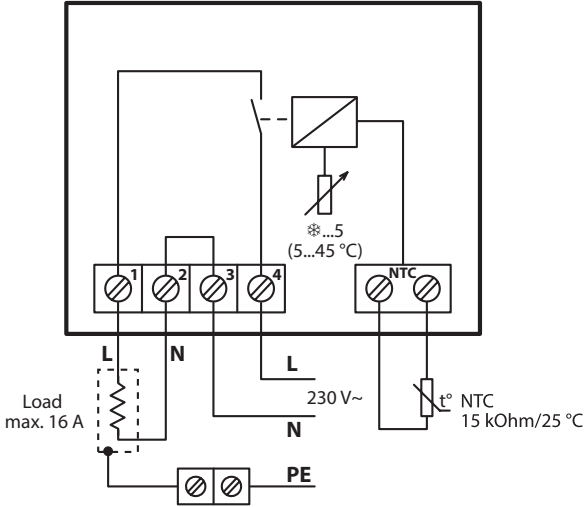 ❄...5
(5...45 °C)
1 2 3 4 NTC
L N
L
Load
max. 16 A
230 V~
t° NTC
15 kOhm/25 °C
N
PE